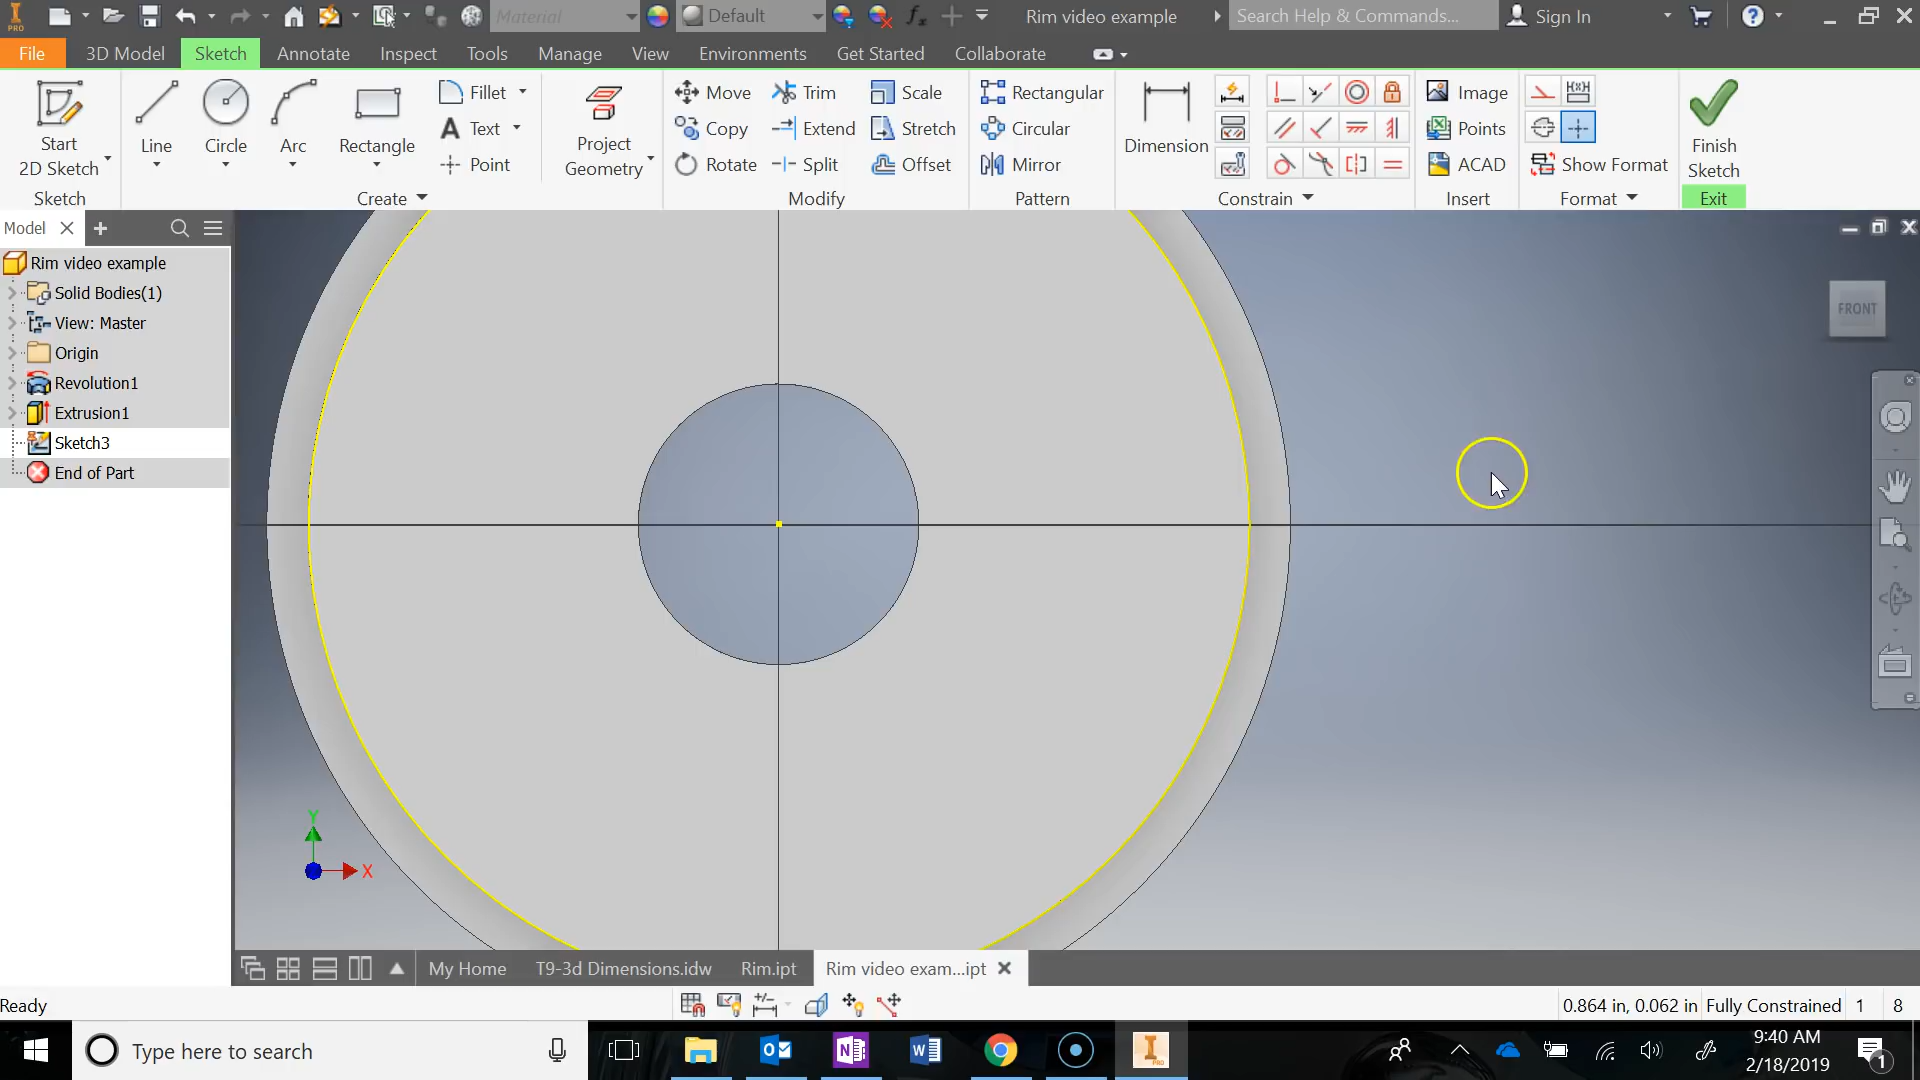 PRO
Material
Default
Rim video example
Search Help & Commands...
Sign In
File
3D Model
Sketch
Annotate
Inspect
Tools
Manage
View
Environments
Get Started
Collaborate
Start
2D Sketch
Line
Circle
Arc
Rectangle
Fillet
Text
Point
Project
Geometry
Move
Copy
Rotate
Trim
Extend
Split
Scale
Stretch
Offset
Rectangular
Circular
Mirror
Dimension
Image
Points
ACAD
Show Format
Finish
Sketch
Sketch
Create
Modify
Pattern
Constrain
Insert
Format
Exit
Model
Rim video example
Solid Bodies(1)
View: Master
Origin
Revolution1
Extrusion1
Sketch3
End of Part
FRONT
Y
X
My Home
T9-3d Dimensions.idw
Rim.ipt
Rim video exam...ipt
Ready
0.864 in, 0.062 in
Fully Constrained
1
8
Type here to search
9:40 AM
2/18/2019
1